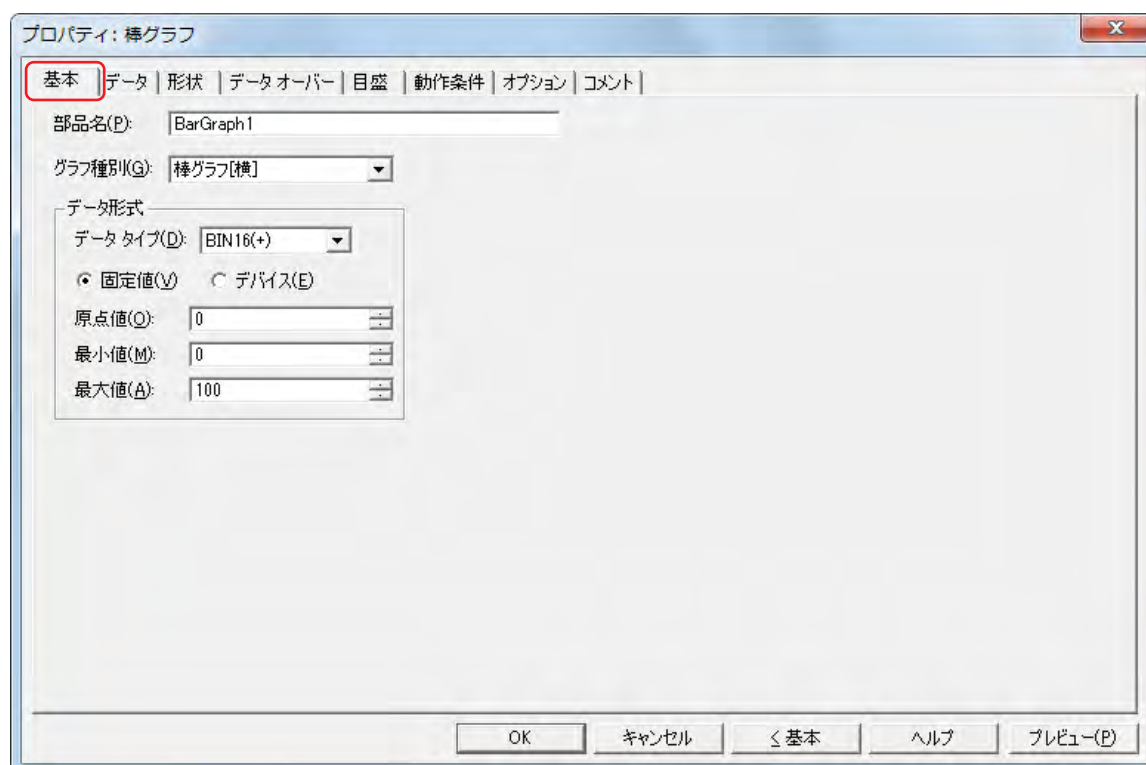 プロパティ: 棒グラフ
基本 データ 形状 データ オーバー 目盛 動作条件 オプション コメント
部品名(P): BarGraph1
グラフ種別(G): 棒グラフ[横]
データ形式
データ タイプ(D): BIN16(+)
固定値(V) デバイス(E)
原点値(O): 0
最小値(M): 0
最大値(A): 100
OK キャンセル < 基本 ヘルプ プレビュー(P)